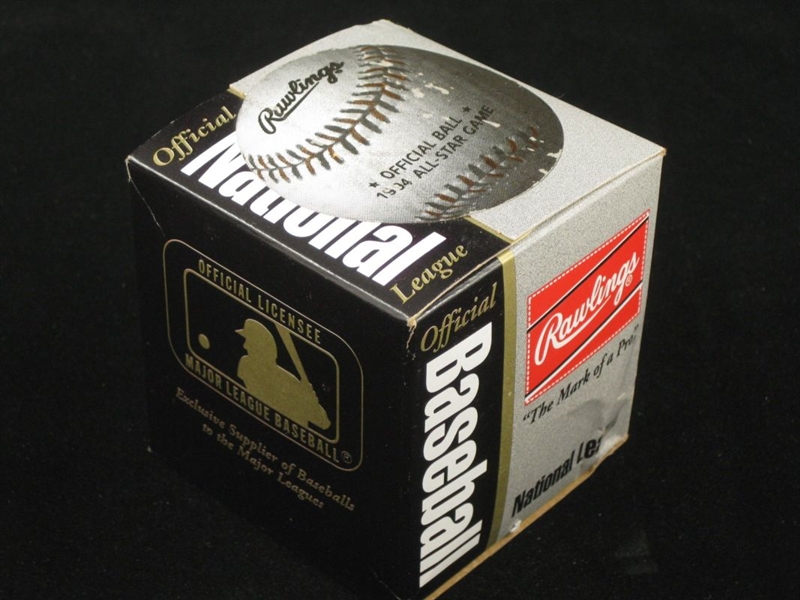 Official
National
League
Rawlings
★ OFFICIAL BALL ★
1934 ALL-STAR GAME
OFFICIAL LICENSEE
MAJOR LEAGUE BASEBALL®
Exclusive Supplier of Baseballs
to the Major Leagues
Official
Baseball
Rawlings®
"The Mark of a Pro"
National